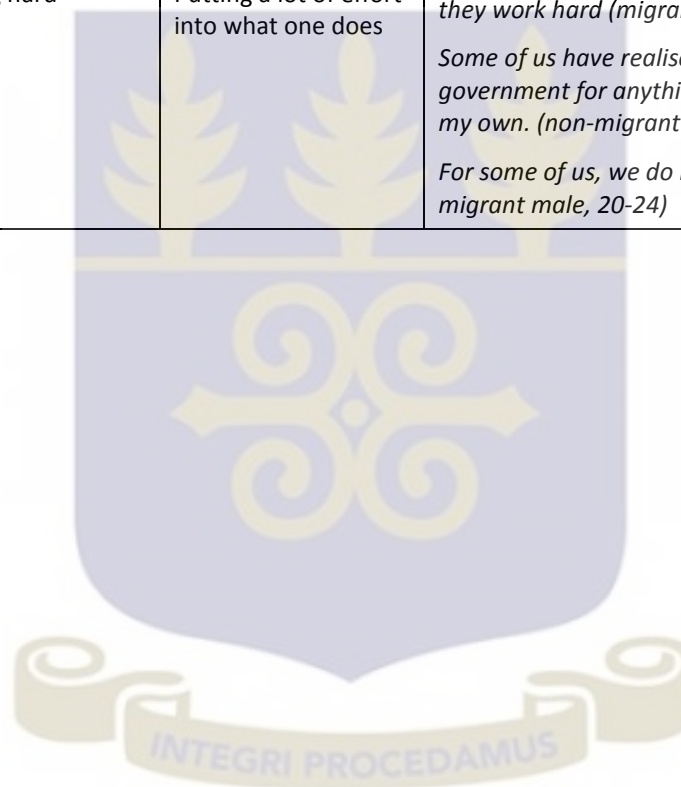 hard
Putting a lot of effort
into what one does
they work hard (migra
Some of us have realis
government for anythi
my own. (non-migrant
For some of us, we do
migrant male, 20-24)
INTEGRI PROCEDAMUS